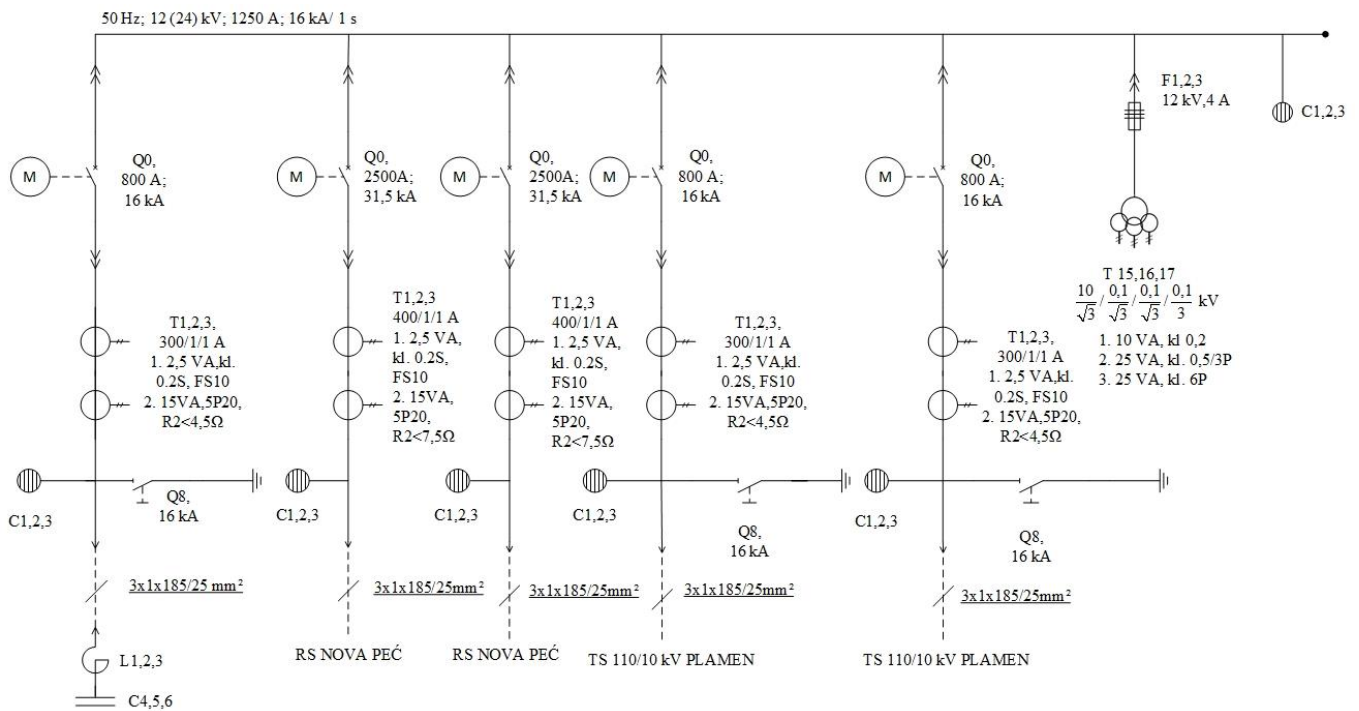 50 Hz; 12 (24) kV; 1250 A; 16 kA/ 1 s
M
Q0,
800 A;
16 kA
T1,2,3,
300/1/1 A
1. 2,5 VA,kl.
0.2S, FS10
2. 15VA,5P20,
R2<4,5Ω
C1,2,3
Q8,
16 kA
3x1x185/25 mm²
L1,2,3
C4,5,6
M
Q0,
2500A;
31,5 kA
T1,2,3
400/1/1 A
1. 2,5 VA,
kl. 0.2S,
FS10
2. 15VA,
5P20,
R2<7,5Ω
C1,2,3
3x1x185/25mm²
RS NOVA PEĆ
M
Q0,
2500A;
31,5 kA
T1,2,3
400/1/1 A
1. 2,5 VA,
kl. 0.2S,
FS10
2. 15VA,
5P20,
R2<7,5Ω
C1,2,3
3x1x185/25mm²
RS NOVA PEĆ
M
Q0,
800 A;
16 kA
T1,2,3,
300/1/1 A
1. 2,5 VA,kl.
0.2S, FS10
2. 15VA,5P20,
R2<4,5Ω
C1,2,3
Q8,
16 kA
3x1x185/25mm²
TS 110/10 kV PLAMEN
M
Q0,
800 A;
16 kA
T1,2,3,
300/1/1 A
1. 2,5 VA,kl.
0.2S, FS10
2. 15VA,5P20,
R2<4,5Ω
C1,2,3
Q8,
16 kA
3x1x185/25mm²
TS 110/10 kV PLAMEN
F1,2,3
12 kV,4 A
T 15,16,17
10/√3 / 0,1/√3 / 0,1/√3 / 0,1/3 kV
1. 10 VA, kl 0,2
2. 25 VA, kl. 0,5/3P
3. 25 VA, kl. 6P
C1,2,3